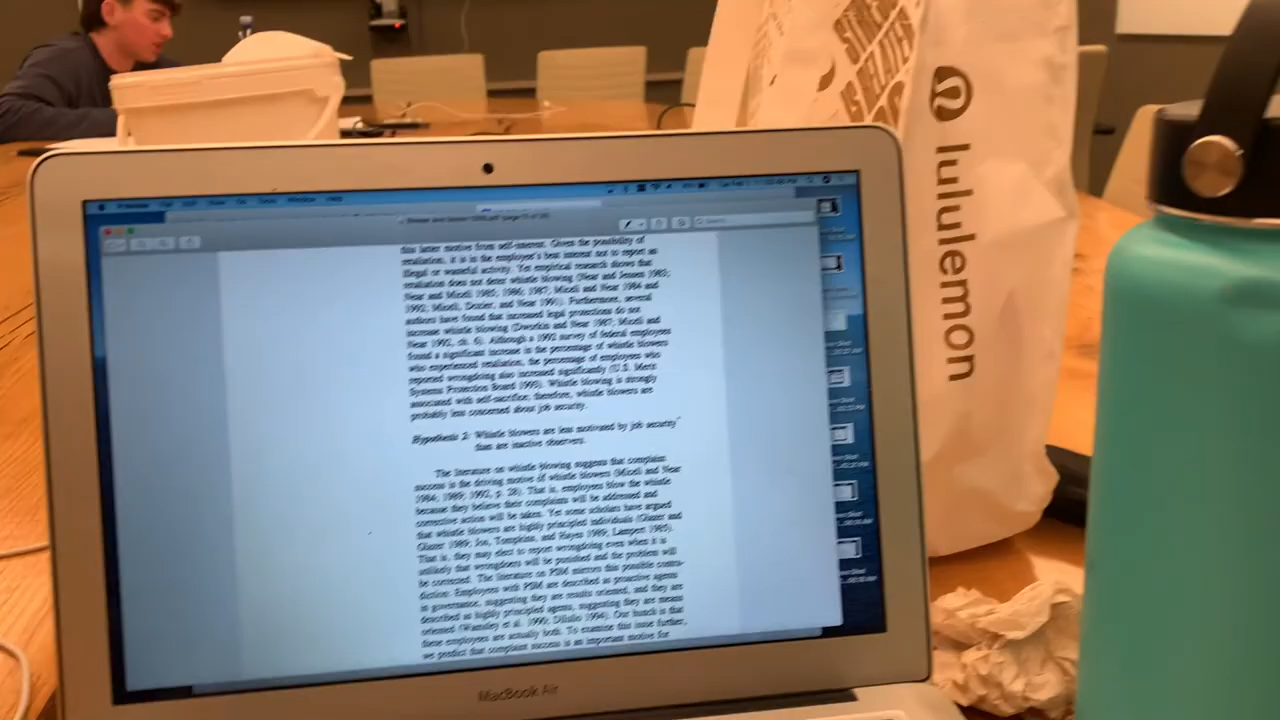 this latter motive from self-interest. Given the possibility of
retaliation, it is in the employee's best interest not to report an
illegal or wasteful activity. Yet empirical research shows that
retaliation does not deter whistle blowing (Near and Jensen 1983;
Near and Miceli 1985; 1986; 1987; Miceli and Near 1984 and
1992; Miceli, Dozier, and Near 1991). Furthermore, several
authors have found that increased legal protections do not
increase whistle blowing (Dworkin and Near 1987; Miceli and
Near 1992, ch. 6). Although a 1992 survey of federal employees
found a significant increase in the percentage of whistle blowers
who experienced retaliation, the percentage of employees who
reported wrongdoing also increased significantly (U.S. Merit
Systems Protection Board 1993). Whistle blowing is strongly
associated with self-sacrifice; therefore, whistle blowers are
probably less concerned about job security.
Hypothesis 2: Whistle blowers are less motivated by job security
than are inactive observers.
The literature on whistle blowing suggests that complaint
success is the driving motive of whistle blowers (Miceli and Near
1984; 1989; 1992, p. 28). That is, employees blow the whistle
because they believe their complaints will be addressed and
corrective action will be taken. Yet some scholars have argued
that whistle blowers are highly principled individuals (Glazer and
Glazer 1989; Jos, Tompkins, and Hayes 1989; Lampert 1985).
That is, they may elect to report wrongdoing even when it is
unlikely that wrongdoers will be punished and the problem will
be corrected. The literature on PSM mirrors this possible contra-
diction: Employees with PSM are described as proactive agents
in governance, suggesting they are results oriented, and they are
described as highly principled agents, suggesting they are means
oriented (Wamsley et al. 1990; DiIulio 1994). Our hunch is that
these employees are actually both. To examine this issue further,
we predict that complaint success is an important motive for
MacBook Air
lululemon